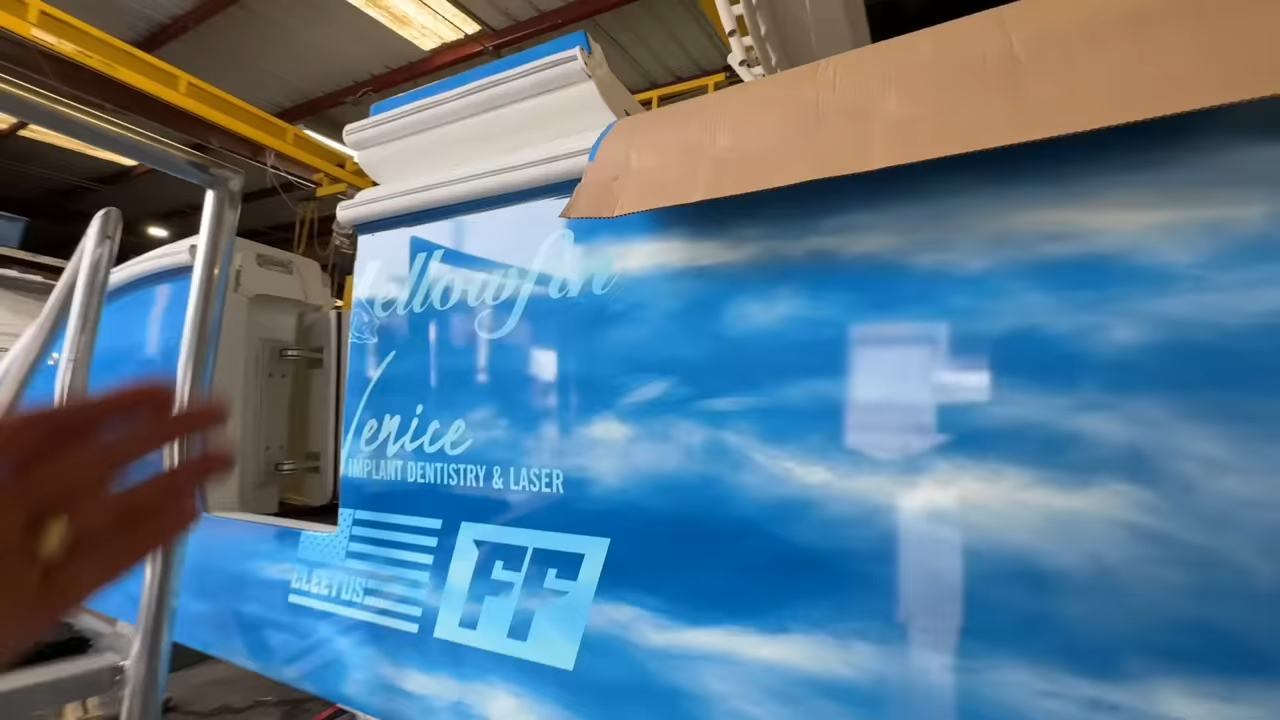 Yellowfin
Venice
IMPLANT DENTISTRY & LASER
CLEETUS
FF